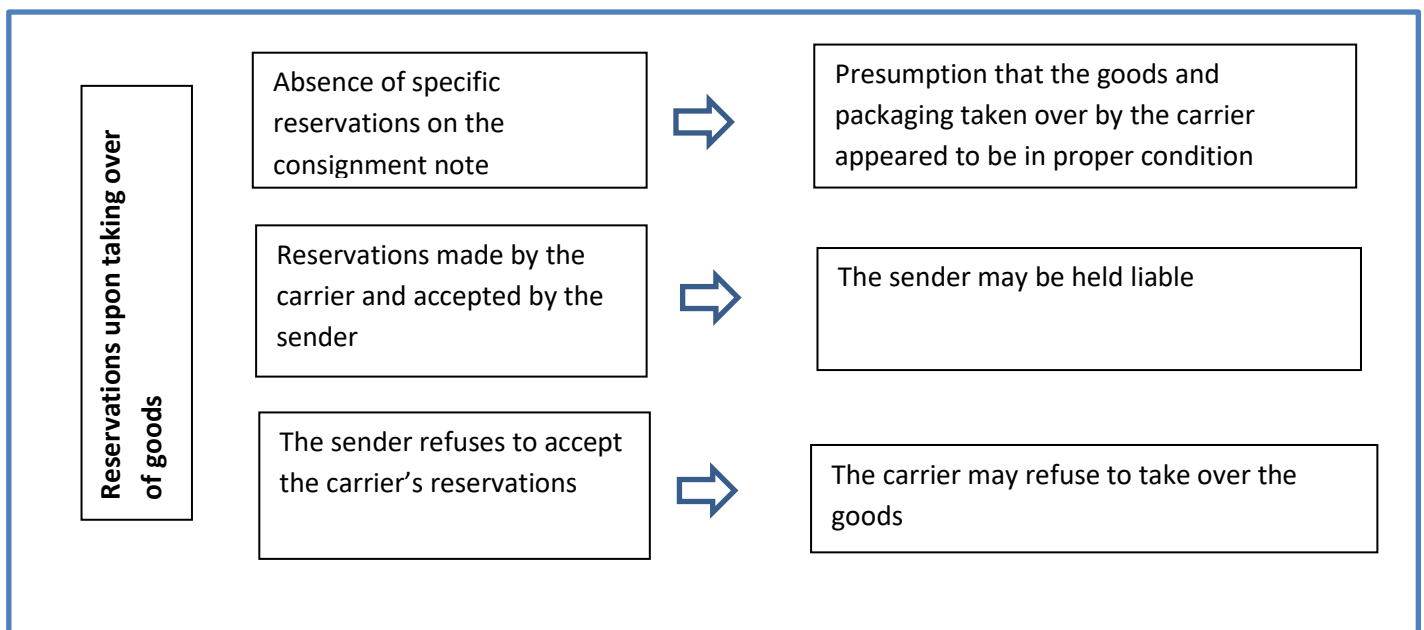 Reservations upon taking over
of goods
Absence of specific
reservations on the
consignment note
Presumption that the goods and
packaging taken over by the carrier
appeared to be in proper condition
Reservations made by the
carrier and accepted by the
sender
The sender may be held liable
The sender refuses to accept
the carrier’s reservations
The carrier may refuse to take over the
goods